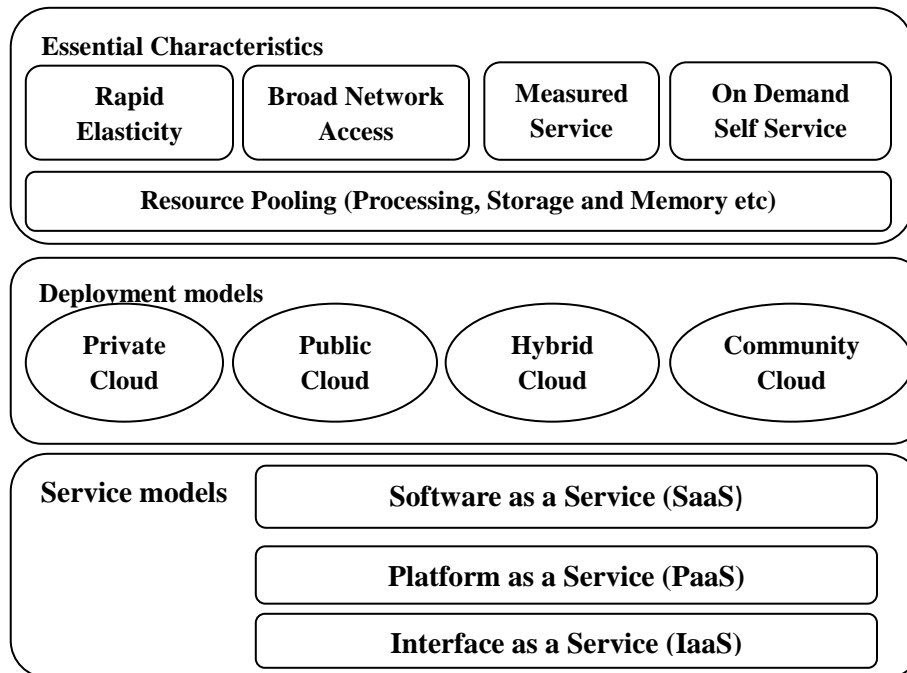 Essential Characteristics
Rapid
Elasticity
Broad Network
Access
Measured
Service
On Demand
Self Service
Resource Pooling (Processing, Storage and Memory etc)
Deployment models
Private
Cloud
Public
Cloud
Hybrid
Cloud
Community
Cloud
Service models
Software as a Service (SaaS)
Platform as a Service (PaaS)
Interface as a Service (IaaS)